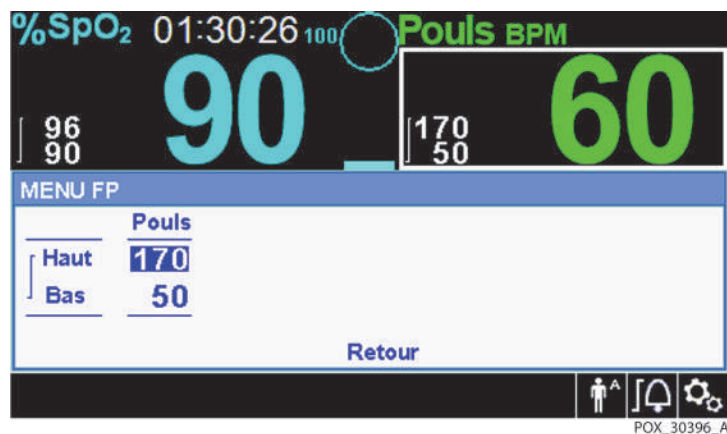 %SpO₂ 01:30:26 100 Pouls BPM
96 90 170 60
90 50
MENU FP
Pouls
Haut 170
Bas 50
Retour
A
POX_30396_A